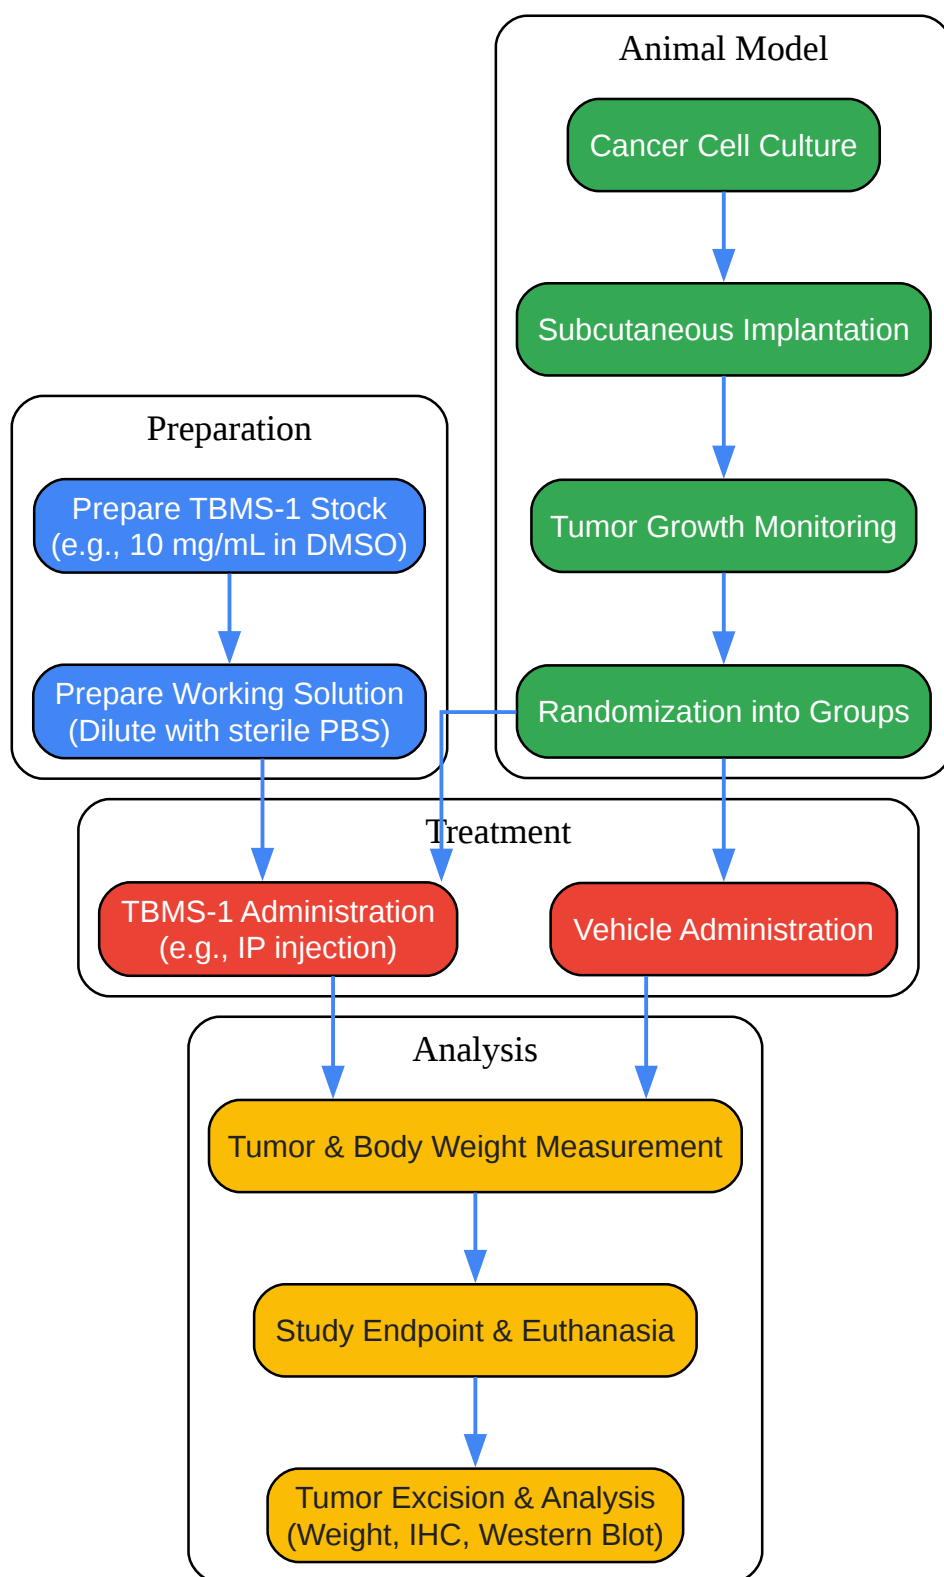 Animal Model
Cancer Cell Culture
Subcutaneous Implantation
Tumor Growth Monitoring
Randomization into Groups
Preparation
Prepare TBMS-1 Stock
(e.g., 10 mg/mL in DMSO)
Prepare Working Solution
(Dilute with sterile PBS)
Treatment
TBMS-1 Administration
(e.g., IP injection)
Vehicle Administration
Analysis
Tumor & Body Weight Measurement
Study Endpoint & Euthanasia
Tumor Excision & Analysis
(Weight, IHC, Western Blot)